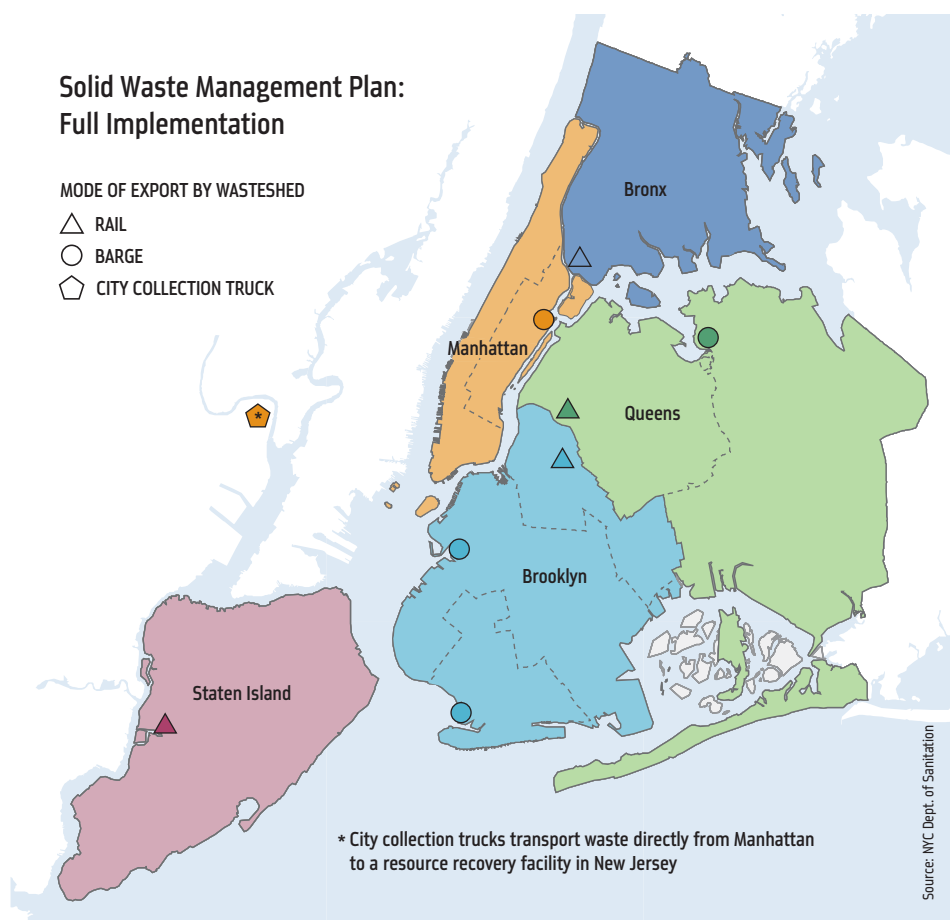 Solid Waste Management Plan:
Full Implementation
MODE OF EXPORT BY WASTESHED
RAIL
BARGE
CITY COLLECTION TRUCK
Bronx
Manhattan
*
Queens
Brooklyn
Staten Island
* City collection trucks transport waste directly from Manhattan
to a resource recovery facility in New Jersey
Source: NYC Dept. of Sanitation